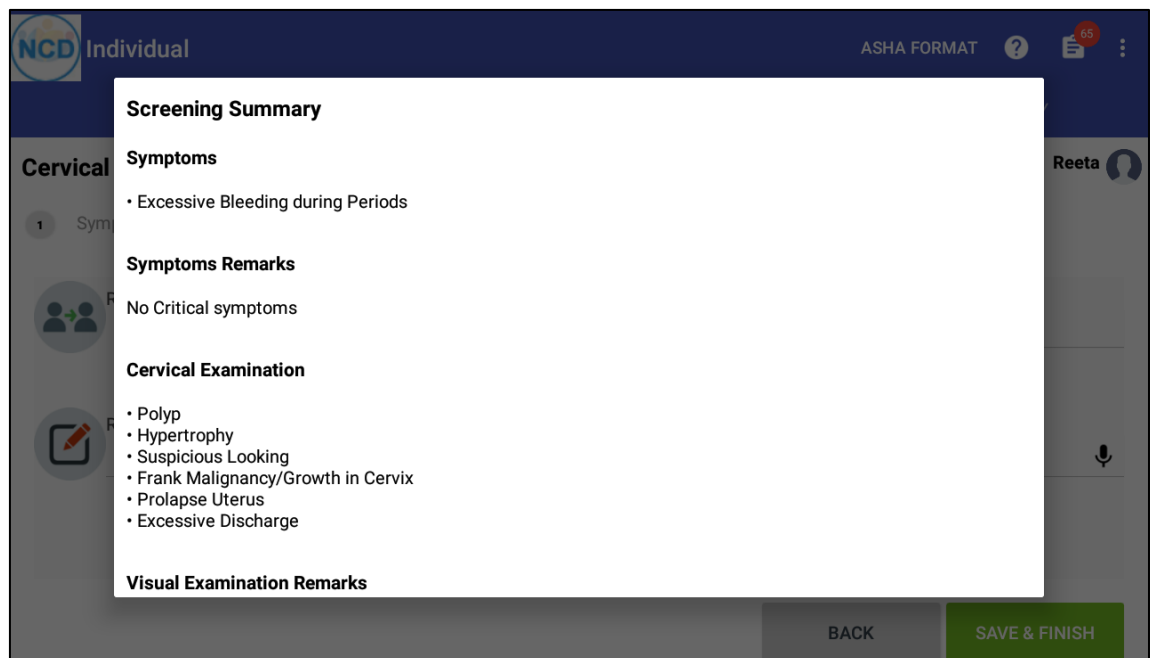 NCD Individual
ASHA FORMAT
65
Screening Summary
Cervical
Symptoms
Reeta
• Excessive Bleeding during Periods
1 Sym
Symptoms Remarks
R
No Critical symptoms
Cervical Examination
• Polyp
R
• Hypertrophy
• Suspicious Looking
• Frank Malignancy/Growth in Cervix
• Prolapse Uterus
• Excessive Discharge
Visual Examination Remarks
BACK
SAVE & FINISH